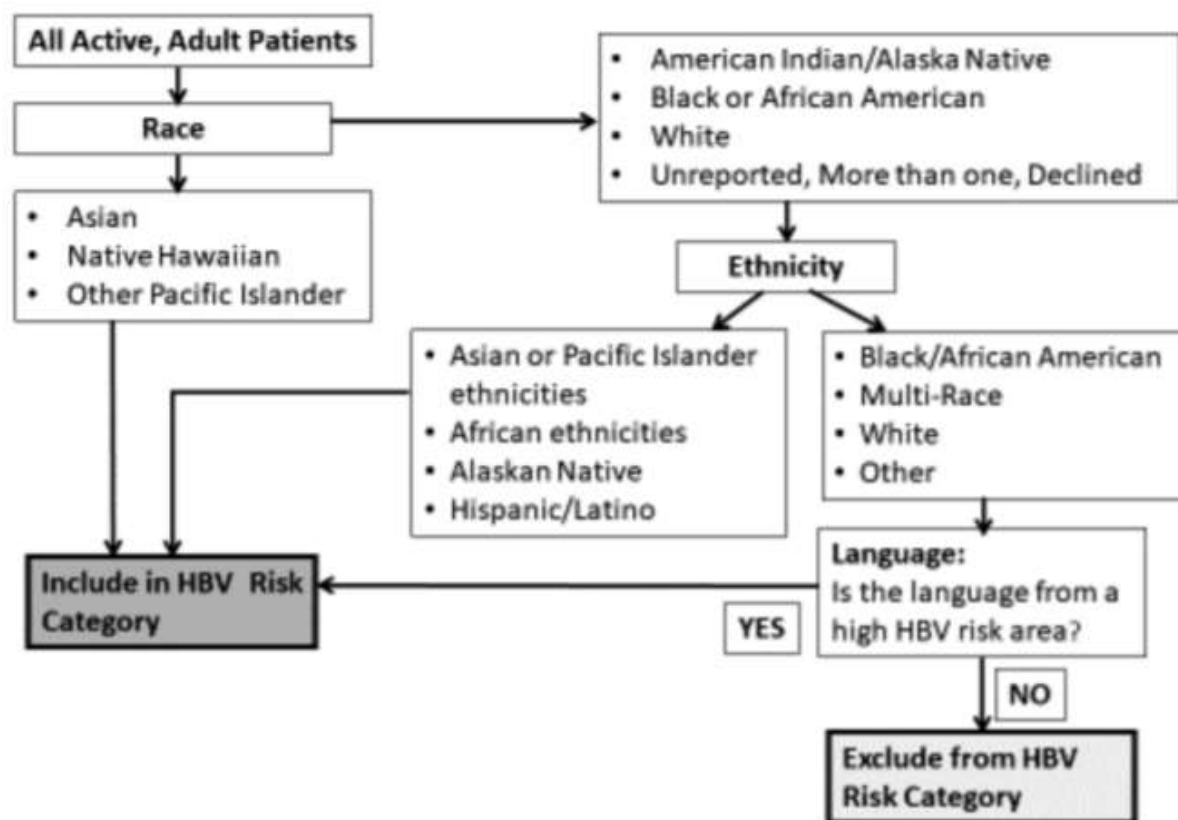 All Active, Adult Patients
Race
• Asian
• Native Hawaiian
• Other Pacific Islander
• American Indian/Alaska Native
• Black or African American
• White
• Unreported, More than one, Declined
Ethnicity
• Asian or Pacific Islander
ethnicities
• African ethnicities
• Alaskan Native
• Hispanic/Latino
• Black/African American
• Multi-Race
• White
• Other
Language:
Is the language from a
high HBV risk area?
YES
NO
Include in HBV Risk
Category
Exclude from HBV
Risk Category